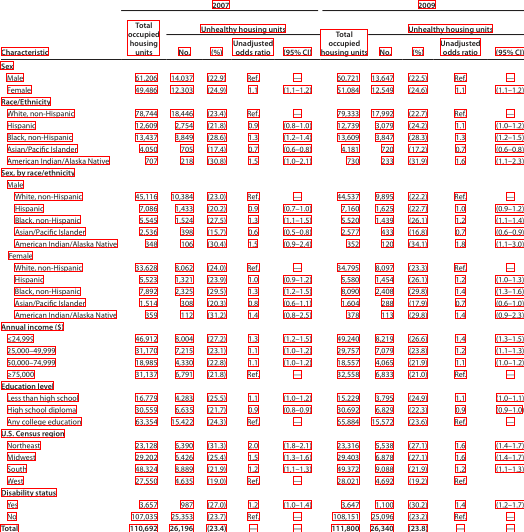 2007 2009
Characteristic Total occupied housing units Unhealthy housing units No. (%) Unadjusted odds ratio (95% CI) Total occupied housing units Unhealthy housing units No. (%) Unadjusted odds ratio (95% CI)
Sex
Male 61,206 14,037 (22.9) Ref. — 60,721 13,647 (22.5) Ref. —
Female 49,486 12,303 (24.9) 1.1 (1.1–1.2) 51,084 12,549 (24.6) 1.1 (1.1–1.2)
Race/Ethnicity
White, non-Hispanic 78,744 18,446 (23.4) Ref. — 79,333 17,992 (22.7) Ref. —
Hispanic 12,609 2,754 (21.8) 0.9 (0.8–1.0) 12,739 3,079 (24.2) 1.1 (1.0–1.2)
Black, non-Hispanic 13,437 3,849 (28.6) 1.3 (1.2–1.4) 13,609 3,847 (28.3) 1.3 (1.2–1.5)
Asian/Pacific Islander 4,050 705 (17.4) 0.7 (0.6–0.8) 4,181 720 (17.2) 0.7 (0.6–0.8)
American Indian/Alaska Native 707 218 (30.8) 1.5 (1.0–2.1) 730 233 (31.9) 1.6 (1.1–2.3)
Sex, by race/ethnicity
Male
White, non-Hispanic 45,116 10,384 (23.0) Ref. — 44,537 9,895 (22.2) Ref. —
Hispanic 7,086 1,433 (20.2) 0.9 (0.7–1.0) 7,160 1,625 (22.7) 1.0 (0.9–1.2)
Black, non-Hispanic 5,545 1,524 (27.5) 1.3 (1.1–1.5) 5,520 1,439 (26.1) 1.2 (1.1–1.4)
Asian/Pacific Islander 2,536 398 (15.7) 0.6 (0.5–0.8) 2,577 433 (16.8) 0.7 (0.6–0.9)
American Indian/Alaska Native 348 106 (30.4) 1.5 (0.9–2.4) 352 120 (34.1) 1.8 (1.1–3.0)
Female
White, non-Hispanic 33,628 8,062 (24.0) Ref. — 34,795 8,097 (23.3) Ref. —
Hispanic 5,523 1,321 (23.9) 1.0 (0.9–1.2) 5,580 1,454 (26.1) 1.2 (1.0–1.3)
Black, non-Hispanic 7,892 2,325 (29.5) 1.3 (1.2–1.5) 8,090 2,408 (29.8) 1.4 (1.3–1.6)
Asian/Pacific Islander 1,514 308 (20.3) 0.8 (0.6–1.1) 1,604 288 (17.9) 0.7 (0.6–1.0)
American Indian/Alaska Native 359 112 (31.2) 1.4 (0.8–2.5) 378 113 (29.8) 1.4 (0.9–2.3)
Annual income ($)
≤24,999 46,912 8,004 (27.2) 1.3 (1.2–1.5) 49,240 8,219 (26.6) 1.4 (1.3–1.5)
25,000–49,999 31,170 7,215 (23.1) 1.1 (1.0–1.2) 29,757 7,079 (23.8) 1.2 (1.1–1.3)
50,000–74,999 18,985 4,330 (22.8) 1.1 (1.0–1.2) 18,557 4,065 (21.9) 1.1 (1.0–1.2)
≥75,000 31,137 6,791 (21.8) Ref. — 32,558 6,833 (21.0) Ref. —
Education level
Less than high school 16,779 4,283 (25.5) 1.1 (1.0–1.2) 15,229 3,795 (24.9) 1.1 (1.0–1.1)
High school diploma 30,559 6,635 (21.7) 0.9 (0.8–0.9) 30,692 6,829 (22.3) 0.9 (0.9–1.0)
Any college education 63,354 15,422 (24.3) Ref. — 65,884 15,572 (23.6) Ref. —
U.S. Census region
Northeast 23,128 6,390 (31.3) 2.0 (1.8–2.1) 23,316 5,538 (27.1) 1.6 (1.4–1.7)
Midwest 29,202 6,426 (25.4) 1.5 (1.3–1.6) 29,403 6,878 (27.1) 1.6 (1.4–1.7)
South 48,324 8,889 (21.9) 1.2 (1.1–1.3) 49,372 9,088 (21.9) 1.2 (1.1–1.3)
West 27,550 4,635 (19.0) Ref. — 28,021 4,692 (19.2) Ref. —
Disability status
Yes 3,657 987 (27.0) 1.2 (1.0–1.4) 3,647 1,100 (30.2) 1.4 (1.2–1.7)
No 107,035 25,353 (23.7) Ref. — 108,151 25,096 (23.2) Ref. —
Total 110,692 26,196 (23.4) — — 111,800 26,340 (23.8) — —